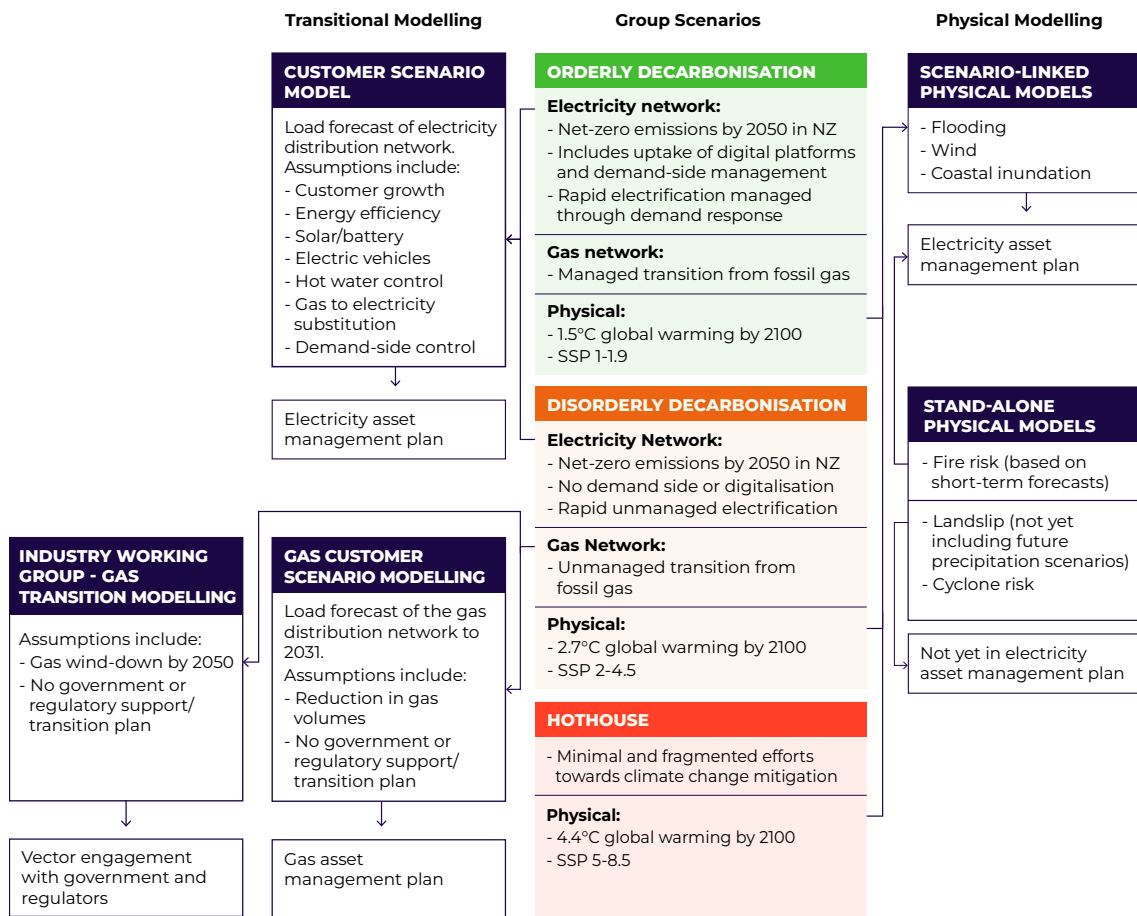 Transitional Modelling
Group Scenarios
Physical Modelling
CUSTOMER SCENARIO
MODEL
Load forecast of electricity
distribution network.
Assumptions include:
- Customer growth
- Energy efficiency
- Solar/battery
- Electric vehicles
- Hot water control
- Gas to electricity
substitution
- Demand-side control
Electricity asset
management plan
INDUSTRY WORKING
GROUP - GAS
TRANSITION MODELLING
Assumptions include:
- Gas wind-down by 2050
- No government or
regulatory support/
transition plan
Vector engagement
with government and
regulators
GAS CUSTOMER
SCENARIO MODELLING
Load forecast of the gas
distribution network to
2031.
Assumptions include:
- Reduction in gas
volumes
- No government or
regulatory support/
transition plan
Gas asset
management plan
ORDERLY DECARBONISATION
Electricity network:
- Net-zero emissions by 2050 in NZ
- Includes uptake of digital platforms
and demand-side management
- Rapid electrification managed
through demand response
Gas network:
- Managed transition from fossil gas
Physical:
- 1.5°C global warming by 2100
- SSP 1-1.9
DISORDERLY DECARBONISATION
Electricity Network:
- Net-zero emissions by 2050 in NZ
- No demand side or digitalisation
- Rapid unmanaged electrification
Gas Network:
- Unmanaged transition from
fossil gas
Physical:
- 2.7°C global warming by 2100
- SSP 2-4.5
HOTHOUSE
- Minimal and fragmented efforts
towards climate change mitigation
Physical:
- 4.4°C global warming by 2100
- SSP 5-8.5
SCENARIO-LINKED
PHYSICAL MODELS
- Flooding
- Wind
- Coastal inundation
Electricity asset
management plan
STAND-ALONE
PHYSICAL MODELS
- Fire risk (based on
short-term forecasts)
- Landslip (not yet
including future
precipitation scenarios)
- Cyclone risk
Not yet in electricity
asset management plan